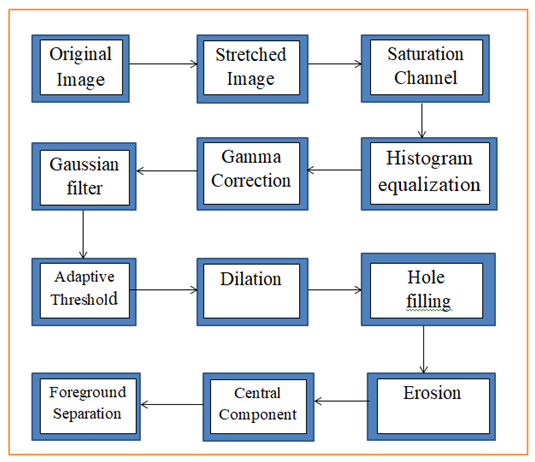 Original
Image
Stretched
Image
Saturation
Channel
Histogram
equalization
Gamma
Correction
Gaussian
filter
Adaptive
Threshold
Dilation
Hole
filling
Erosion
Central
Component
Foreground
Separation